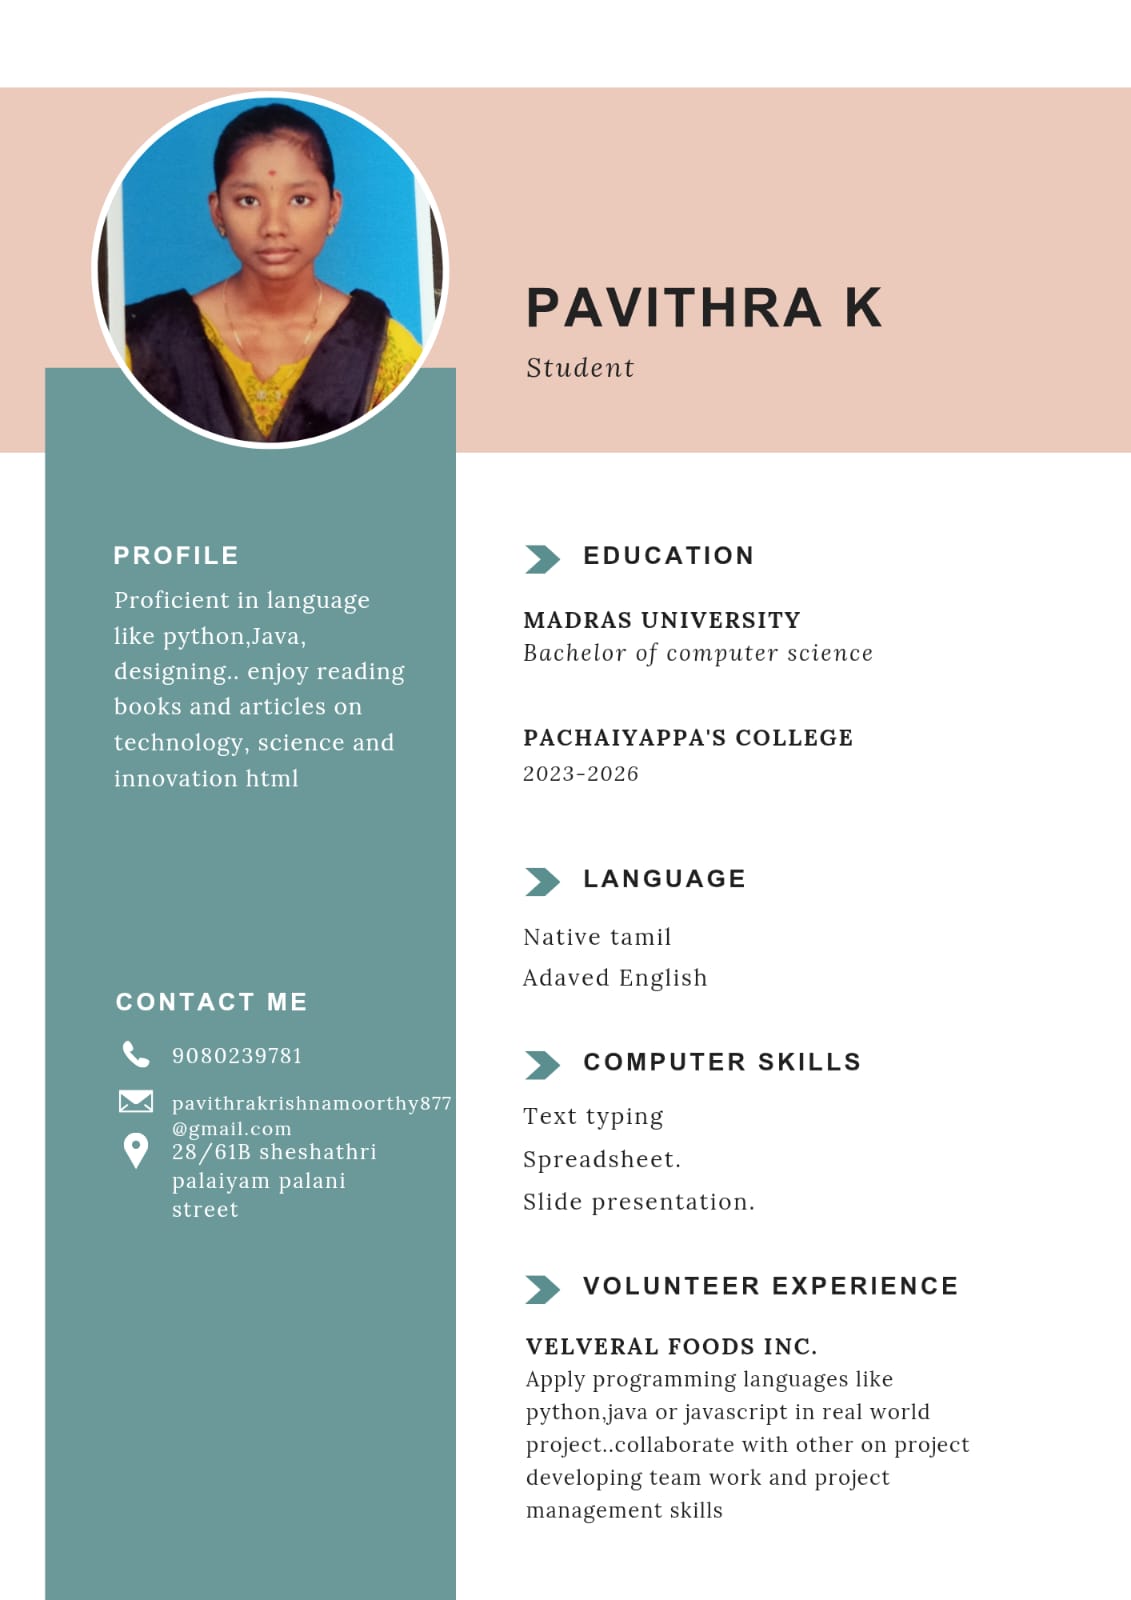 PAVITHRA K
Student
PROFILE
Proficient in language
like python,Java,
designing.. enjoy reading
books and articles on
technology, science and
innovation html
CONTACT ME
9080239781
pavithrakrishnamoorthy877
@gmail.com
28/61B sheshathri
palaiyam palani
street
EDUCATION
MADRAS UNIVERSITY
Bachelor of computer science
PACHAIYAPPA'S COLLEGE
2023-2026
LANGUAGE
Native tamil
Adaved English
COMPUTER SKILLS
Text typing
Spreadsheet.
Slide presentation.
VOLUNTEER EXPERIENCE
VELVERAL FOODS INC.
Apply programming languages like
python,java or javascript in real world
project..collaborate with other on project
developing team work and project
management skills